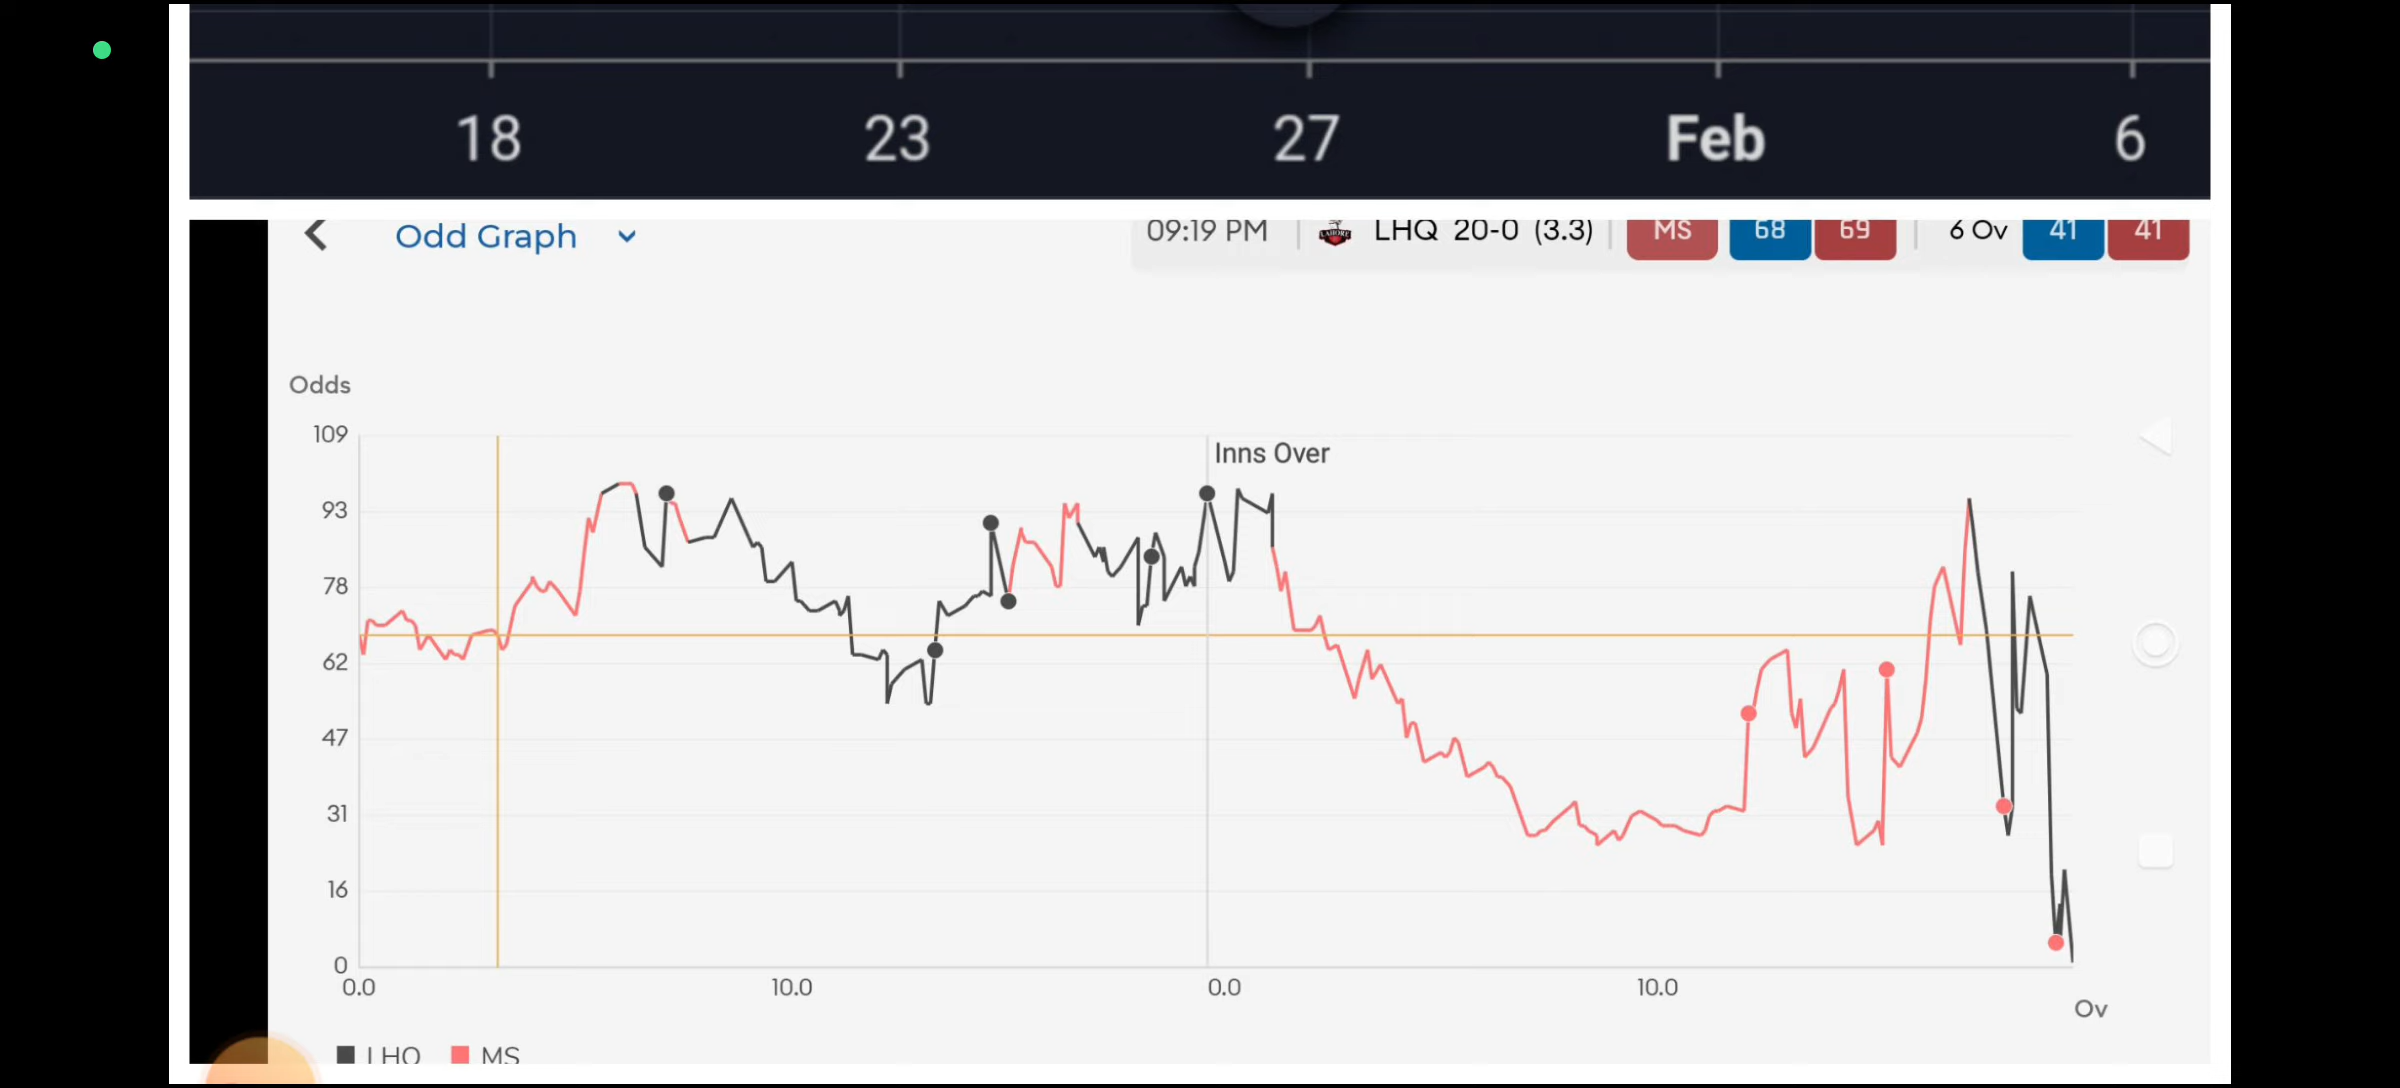 18 23 27 Feb 6
Odd Graph 09:19 PM LAHORE LHQ 20-0 (3.3) MS 68 69 6 Ov 41 41
Odds
109
Inns Over
93
78
62
47
31
16
0
0.0 10.0 0.0 10.0
Ov
LHQ MS